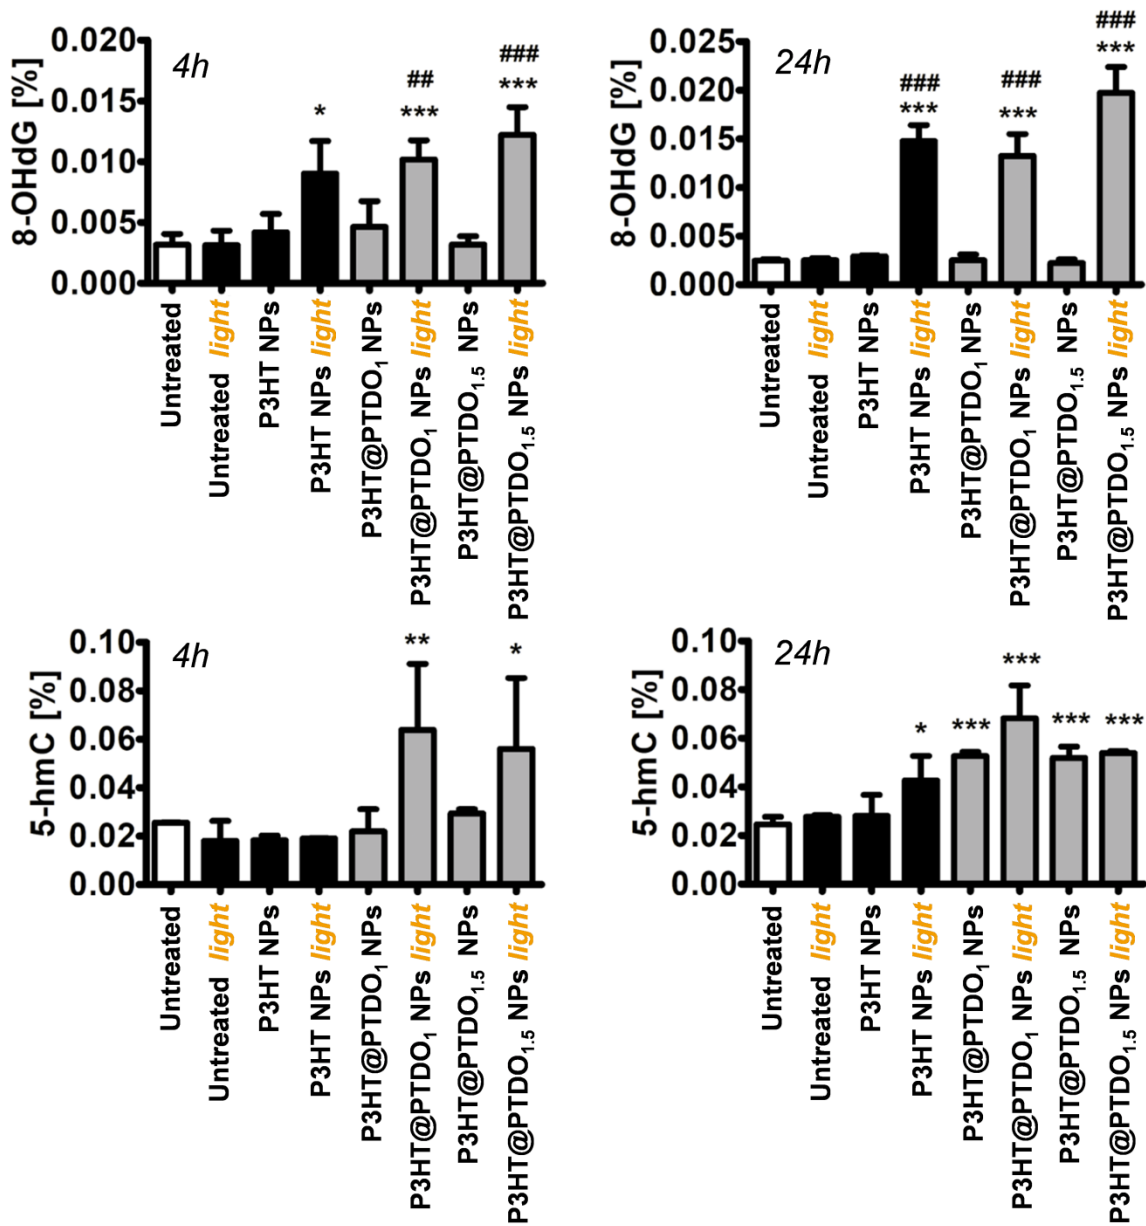 8-OHdG [%]
0.020
0.015
0.010
0.005
0.000
4h
*
##
***
###
***
Untreated
Untreated light
P3HT NPs
P3HT NPs light
P3HT@PTDO₁ NPs
P3HT@PTDO₁ NPs light
P3HT@PTDO₁.₅ NPs
P3HT@PTDO₁.₅ NPs light
8-OHdG [%]
0.025
0.020
0.015
0.010
0.005
0.000
24h
###
***
###
***
###
***
Untreated
Untreated light
P3HT NPs
P3HT NPs light
P3HT@PTDO₁ NPs
P3HT@PTDO₁ NPs light
P3HT@PTDO₁.₅ NPs
P3HT@PTDO₁.₅ NPs light
5-hmC [%]
0.10
0.08
0.06
0.04
0.02
0.00
4h
**
*
Untreated
Untreated light
P3HT NPs
P3HT NPs light
P3HT@PTDO₁ NPs
P3HT@PTDO₁ NPs light
P3HT@PTDO₁.₅ NPs
P3HT@PTDO₁.₅ NPs light
5-hmC [%]
0.10
0.08
0.06
0.04
0.02
0.00
24h
*
***
***
***
***
Untreated
Untreated light
P3HT NPs
P3HT NPs light
P3HT@PTDO₁ NPs
P3HT@PTDO₁ NPs light
P3HT@PTDO₁.₅ NPs
P3HT@PTDO₁.₅ NPs light